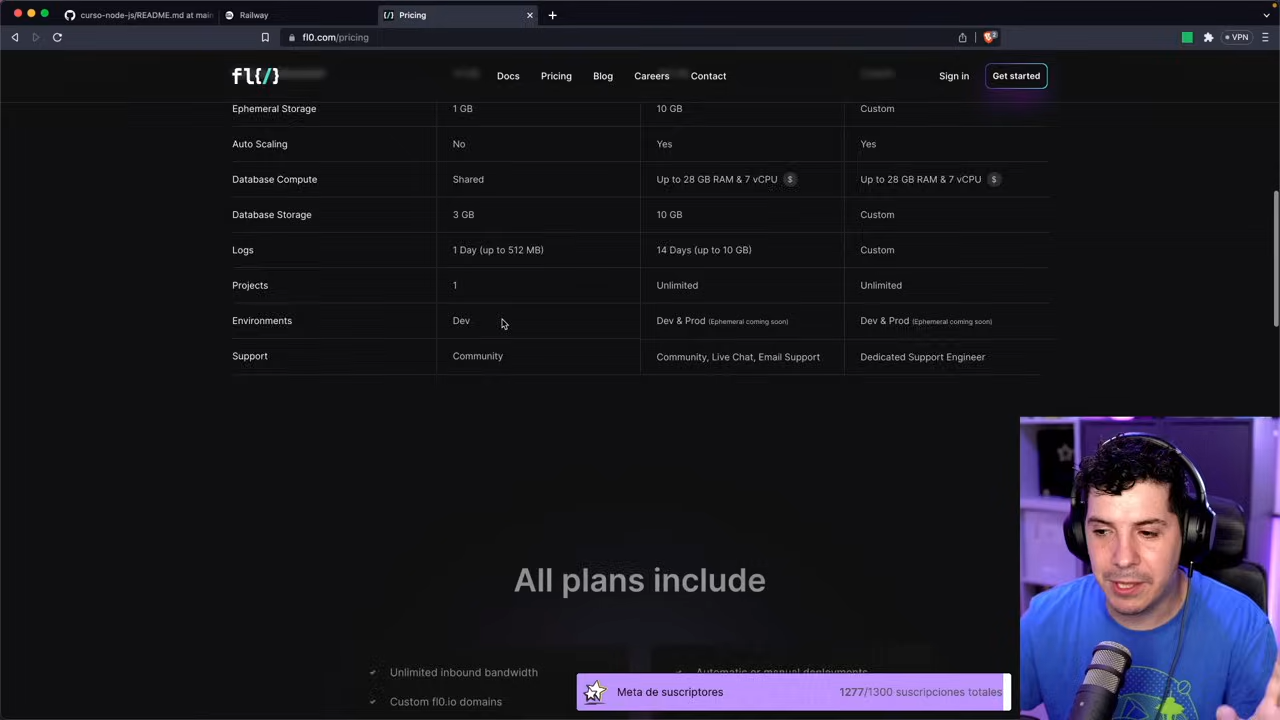 curso-node-js/README.md at main
Railway
Pricing
fl0.com/pricing
2
VPN
fl{/}
Docs
Pricing
Blog
Careers
Contact
Sign in
Get started
Ephemeral Storage 1 GB 10 GB Custom
Auto Scaling No Yes Yes
Database Compute Shared Up to 28 GB RAM & 7 vCPU $ Up to 28 GB RAM & 7 vCPU $
Database Storage 3 GB 10 GB Custom
Logs 1 Day (up to 512 MB) 14 Days (up to 10 GB) Custom
Projects 1 Unlimited Unlimited
Environments Dev Dev & Prod (Ephemeral coming soon) Dev & Prod (Ephemeral coming soon)
Support Community Community, Live Chat, Email Support Dedicated Support Engineer
All plans include
Unlimited inbound bandwidth
Automatic or manual deployments
Custom fl0.io domains
Meta de suscriptores 1277/1300 suscripciones totales